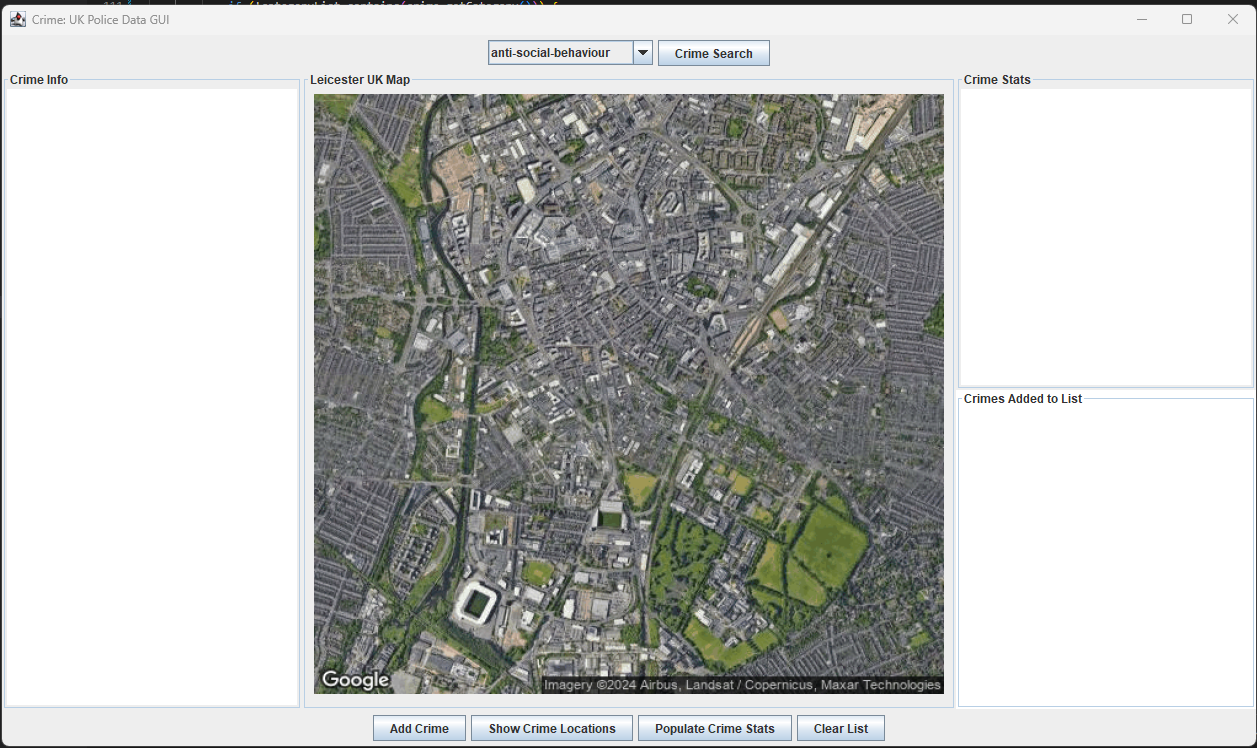 Crime: UK Police Data GUI
anti-social-behaviour
Crime Search
Crime Info
Leicester UK Map
Crime Stats
Crimes Added to List
Google
Imagery ©2024 Airbus, Landsat / Copernicus, Maxar Technologies
Add Crime
Show Crime Locations
Populate Crime Stats
Clear List